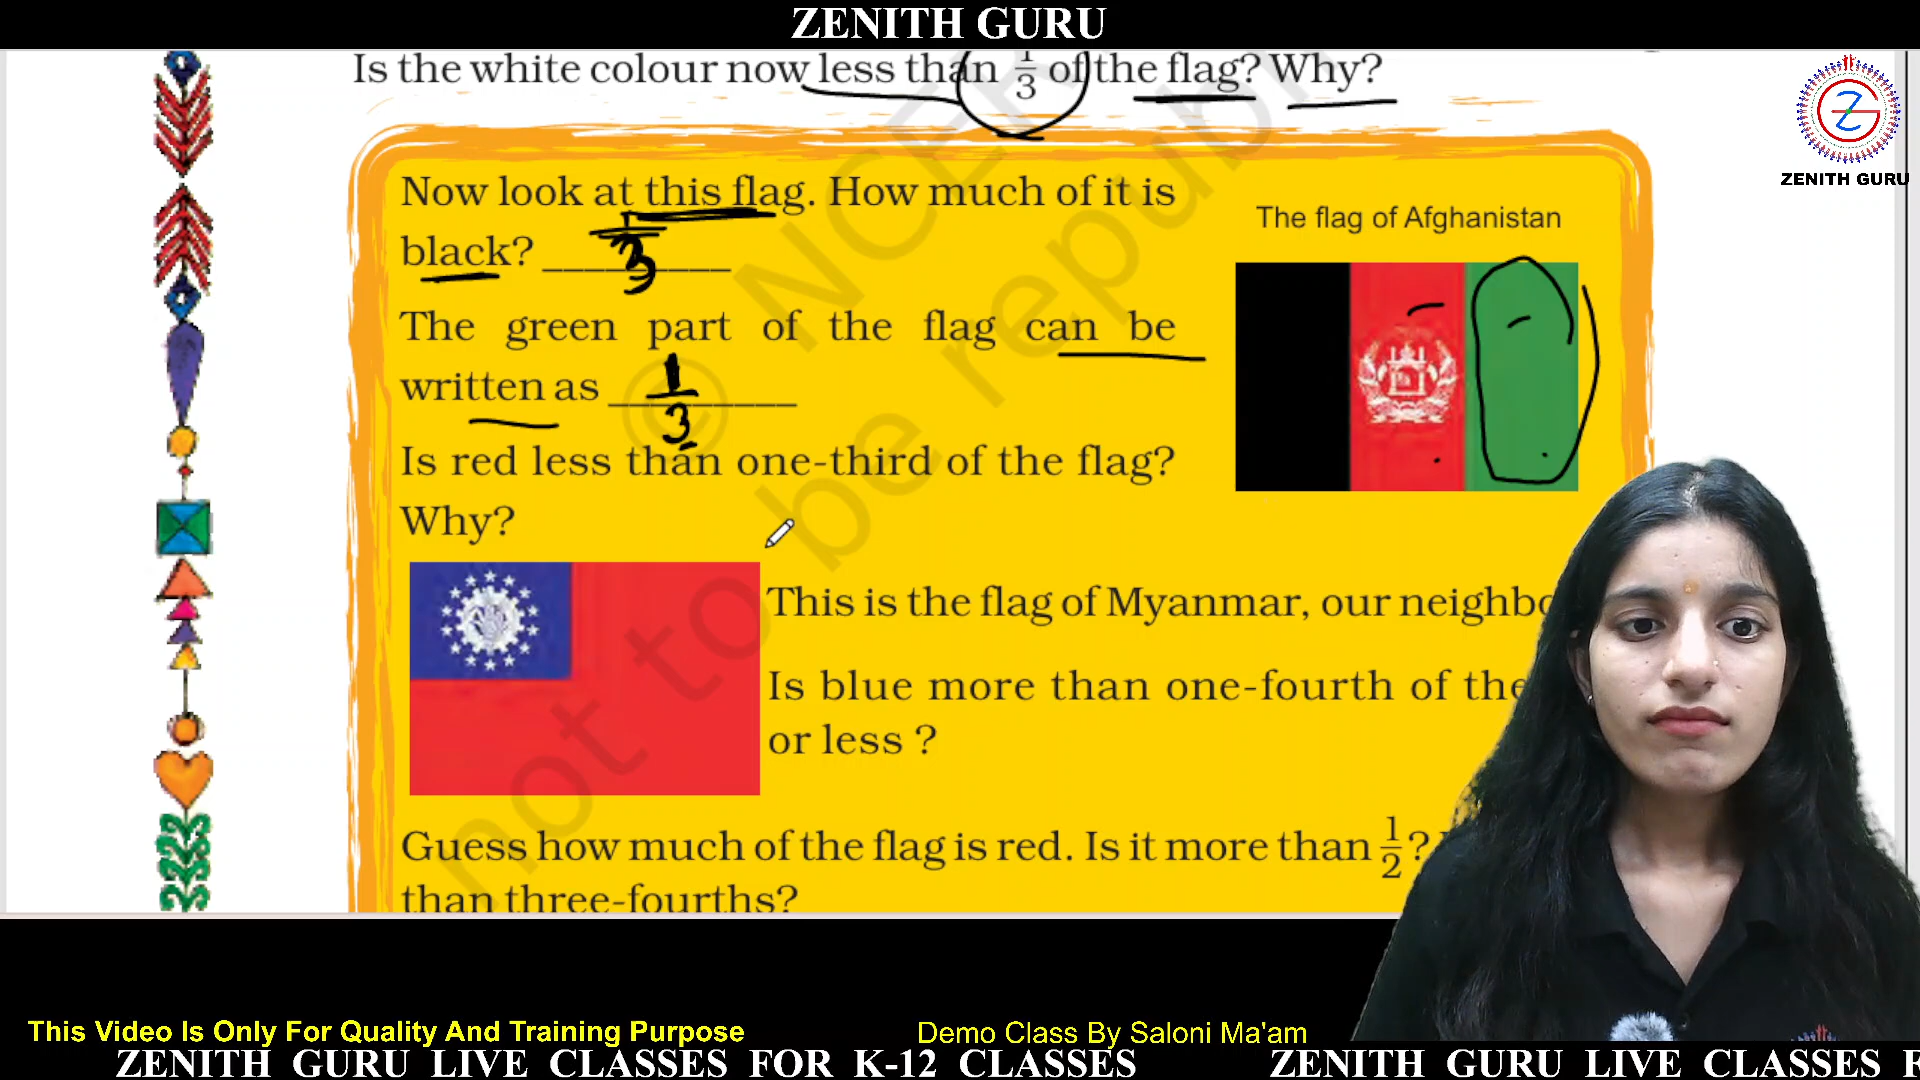 ZENITH GURU
Is the white colour now less than 1/3 of the flag? Why?
ZENITH GURU
Now look at this flag. How much of it is
black? 1/3
The flag of Afghanistan
The green part of the flag can be
written as 1/3
Is red less than one-third of the flag?
Why?
This is the flag of Myanmar, our neighbo
Is blue more than one-fourth of the
or less ?
Guess how much of the flag is red. Is it more than 1/2?
than three-fourths?
© NCER
not to be republi
This Video Is Only For Quality And Training Purpose
Demo Class By Saloni Ma'am
ZENITH GURU LIVE CLASSES FOR K-12 CLASSES ZENITH GURU LIVE CLASSES F